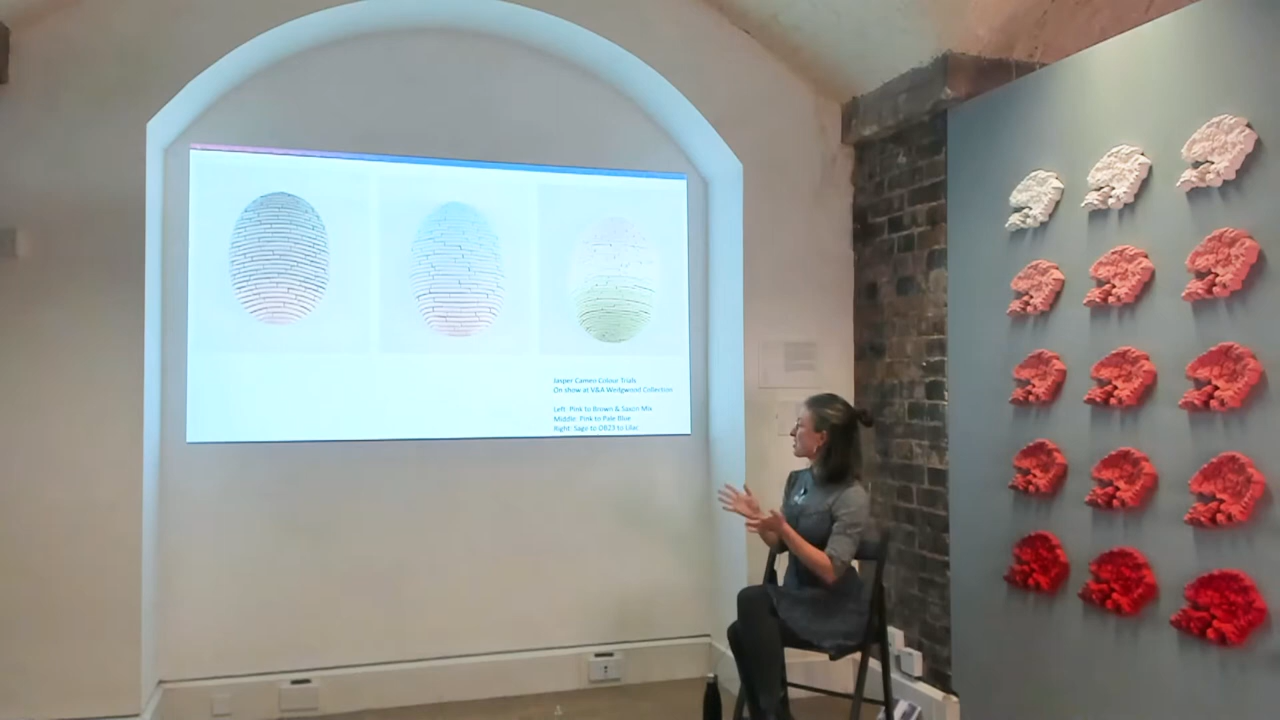 Jasper Cameo Colour Trials
On show at V&A Wedgwood Collection
Left: Pink to Brown & Saxon Mix
Middle: Pink to Pale Blue
Right: Sage to DB23 to Lilac